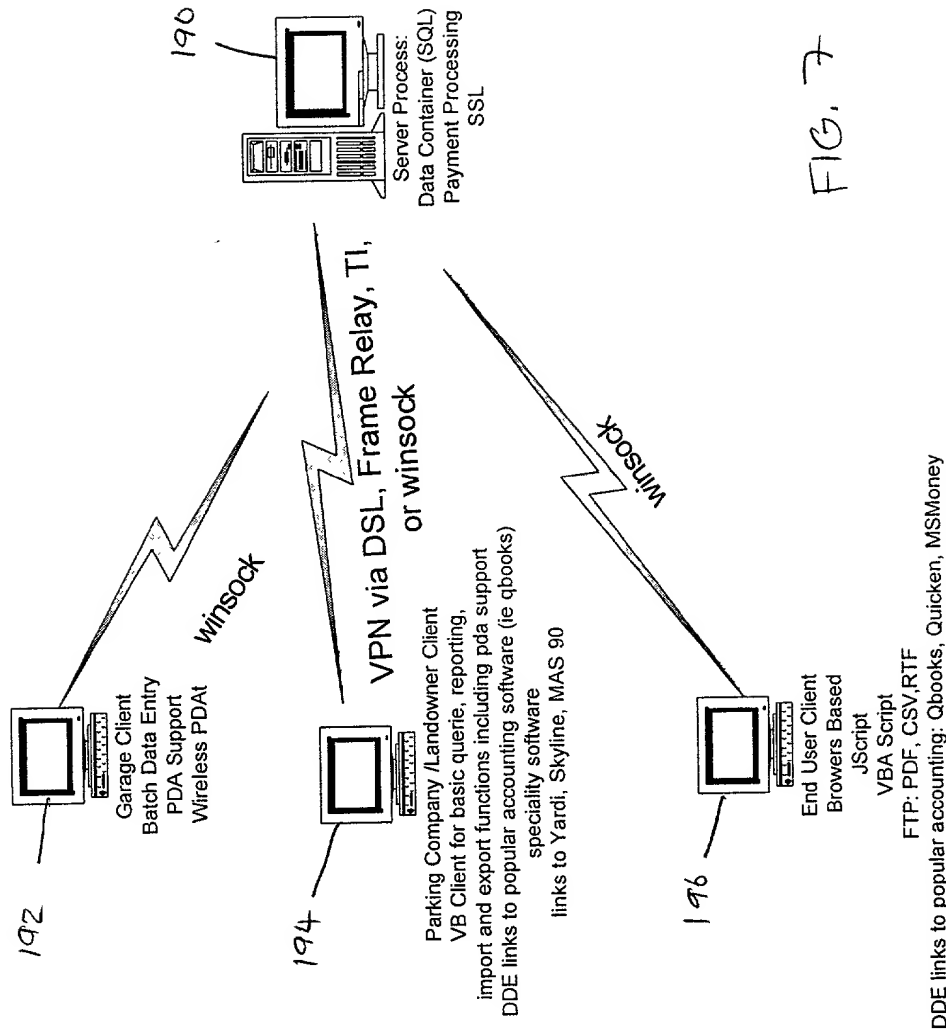 192
Garage Client
Batch Data Entry
PDA Support
Wireless PDAt
winsock
190
Server Process:
Data Container (SQL)
Payment Processing
SSL
194
Parking Company /Landowner Client
VB Client for basic querie, reporting,
import and export functions including pda support
DDE links to popular accounting software (ie qbooks)
speciality software
links to Yardi, Skyline, MAS 90
VPN via DSL, Frame Relay, TI,
or winsock
196
End User Client
Browers Based
JScript
VBA Script
FTP: PDF, CSV,RTF
DDE links to popular accounting: Qbooks, Quicken, MSMoney
winsock
FIG. 7